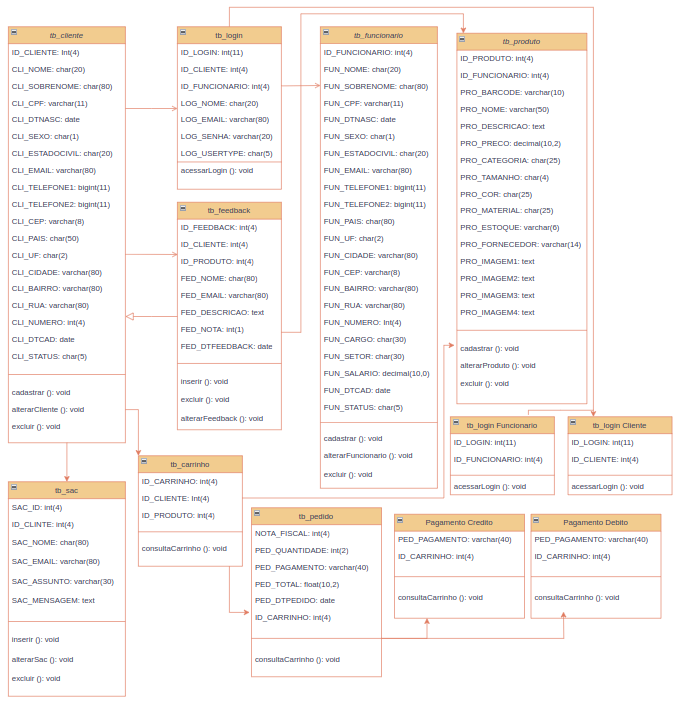 tb_cliente
ID_CLIENTE: Int(4)
CLI_NOME: char(20)
CLI_SOBRENOME: char(80)
CLI_CPF: varchar(11)
CLI_DTNASC: date
CLI_SEXO: char(1)
CLI_ESTADOCIVIL: char(20)
CLI_EMAIL: varchar(80)
CLI_TELEFONE1: bigint(11)
CLI_TELEFONE2: bigint(11)
CLI_CEP: varchar(8)
CLI_PAIS: char(50)
CLI_UF: char(2)
CLI_CIDADE: varchar(80)
CLI_BAIRRO: varchar(80)
CLI_RUA: varchar(80)
CLI_NUMERO: int(4)
CLI_DTCAD: date
CLI_STATUS: char(5)
cadastrar (): void
alterarCliente (): void
excluir (): void
tb_login
ID_LOGIN: int(11)
ID_CLIENTE: int(4)
ID_FUNCIONARIO: int(4)
LOG_NOME: char(20)
LOG_EMAIL: varchar(80)
LOG_SENHA: varchar(20)
LOG_USERTYPE: char(5)
acessarLogin (): void
tb_feedback
ID_FEEDBACK: int(4)
ID_CLIENTE: int(4)
ID_PRODUTO: int(4)
FED_NOME: char(80)
FED_EMAIL: varchar(80)
FED_DESCRICAO: text
FED_NOTA: int(1)
FED_DTFEEDBACK: date
inserir (): void
excluir (): void
alterarFeedback (): void
tb_funcionario
ID_FUNCIONARIO: int(4)
FUN_NOME: char(20)
FUN_SOBRENOME: char(80)
FUN_CPF: varchar(11)
FUN_DTNASC: date
FUN_SEXO: char(1)
FUN_ESTADOCIVIL: char(20)
FUN_EMAIL: varchar(80)
FUN_TELEFONE1: bigint(11)
FUN_TELEFONE2: bigint(11)
FUN_PAIS: char(80)
FUN_UF: char(2)
FUN_CIDADE: varchar(80)
FUN_CEP: varchar(8)
FUN_BAIRRO: varchar(80)
FUN_RUA: varchar(80)
FUN_NUMERO: Int(4)
FUN_CARGO: char(30)
FUN_SETOR: char(30)
FUN_SALARIO: decimal(10,0)
FUN_DTCAD: date
FUN_STATUS: char(5)
cadastrar (): void
alterarFuncionario (): void
excluir (): void
tb_produto
ID_PRODUTO: int(4)
ID_FUNCIONARIO: int(4)
PRO_BARCODE: varchar(10)
PRO_NOME: varchar(50)
PRO_DESCRICAO: text
PRO_PRECO: decimal(10,2)
PRO_CATEGORIA: char(25)
PRO_TAMANHO: char(4)
PRO_COR: char(25)
PRO_MATERIAL: char(25)
PRO_ESTOQUE: varchar(6)
PRO_FORNECEDOR: varchar(14)
PRO_IMAGEM1: text
PRO_IMAGEM2: text
PRO_IMAGEM3: text
PRO_IMAGEM4: text
cadastrar (): void
alterarProduto (): void
excluir (): void
tb_login Funcionario
ID_LOGIN: int(11)
ID_FUNCIONARIO: int(4)
acessarLogin (): void
tb_login Cliente
ID_LOGIN: int(11)
ID_CLIENTE: int(4)
acessarLogin (): void
tb_sac
SAC_ID: int(4)
ID_CLINTE: int(4)
SAC_NOME: char(80)
SAC_EMAIL: varchar(80)
SAC_ASSUNTO: varchar(30)
SAC_MENSAGEM: text
inserir (): void
alterarSac (): void
excluir (): void
tb_carrinho
ID_CARRINHO: int(4)
ID_CLIENTE: Int(4)
ID_PRODUTO: int(4)
consultaCarrinho (): void
tb_pedido
NOTA_FISCAL: int(4)
PED_QUANTIDADE: int(2)
PED_PAGAMENTO: varchar(40)
PED_TOTAL: float(10,2)
PED_DTPEDIDO: date
ID_CARRINHO: int(4)
consultaCarrinho (): void
Pagamento Credito
PED_PAGAMENTO: varchar(40)
ID_CARRINHO: int(4)
consultaCarrinho (): void
Pagamento Debito
PED_PAGAMENTO: varchar(40)
ID_CARRINHO: int(4)
consultaCarrinho (): void